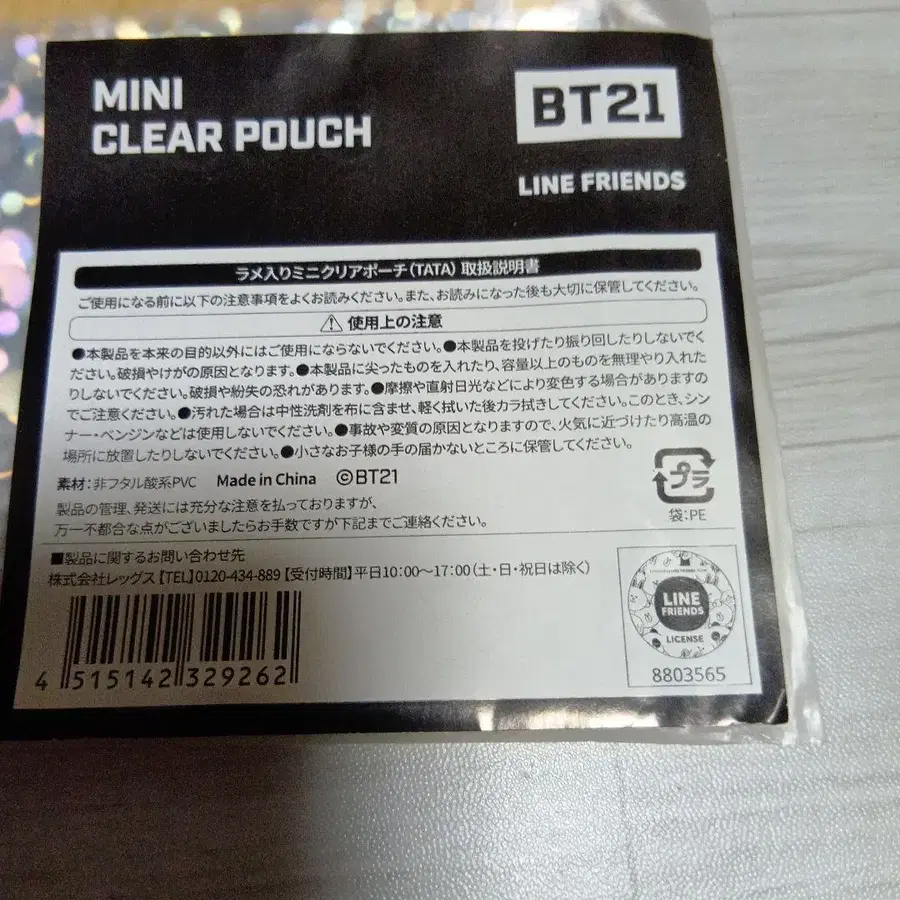 MINI
CLEAR POUCH
BT21
LINE FRIENDS
ラメ入りミニクリアポーチ(TATA) 取扱説明書
ご使用になる前に以下の注意事項をよくお読みください。また、お読みになった後も大切に保管してください。
⚠ 使用上の注意
●本製品を本来の目的以外にはご使用にならないでください。●本製品を投げたり振り回したりしないでく
ださい。破損やけがの原因となります。●本製品に尖ったものを入れたり、容量以上のものを無理やり入れた
りしないでください。破損や紛失の恐れがあります。●摩擦や直射日光などにより変色する場合がありますの
でご注意ください。●汚れた場合は中性洗剤を布に含ませ、軽く拭いた後カラ拭きしてください。このとき、シン
ナー・ベンジンなどは使用しないでください。●事故や変質の原因となりますので、火気に近づけたり高温の
場所に放置したりしないでください。●小さなお子様の手の届かないところに保管してください。
素材:非フタル酸系PVC Made in China ©BT21
プラ
袋:PE
製品の管理、発送には充分な注意を払っておりますが、
万一不都合な点がございましたらお手数ですが下記までご連絡ください。
■製品に関するお問い合わせ先
株式会社レッグス【TEL】0120-434-889【受付時間】平日10:00〜17:00(土・日・祝日は除く)
4 515142 329262
LINE
FRIENDS
LICENSE
8803565